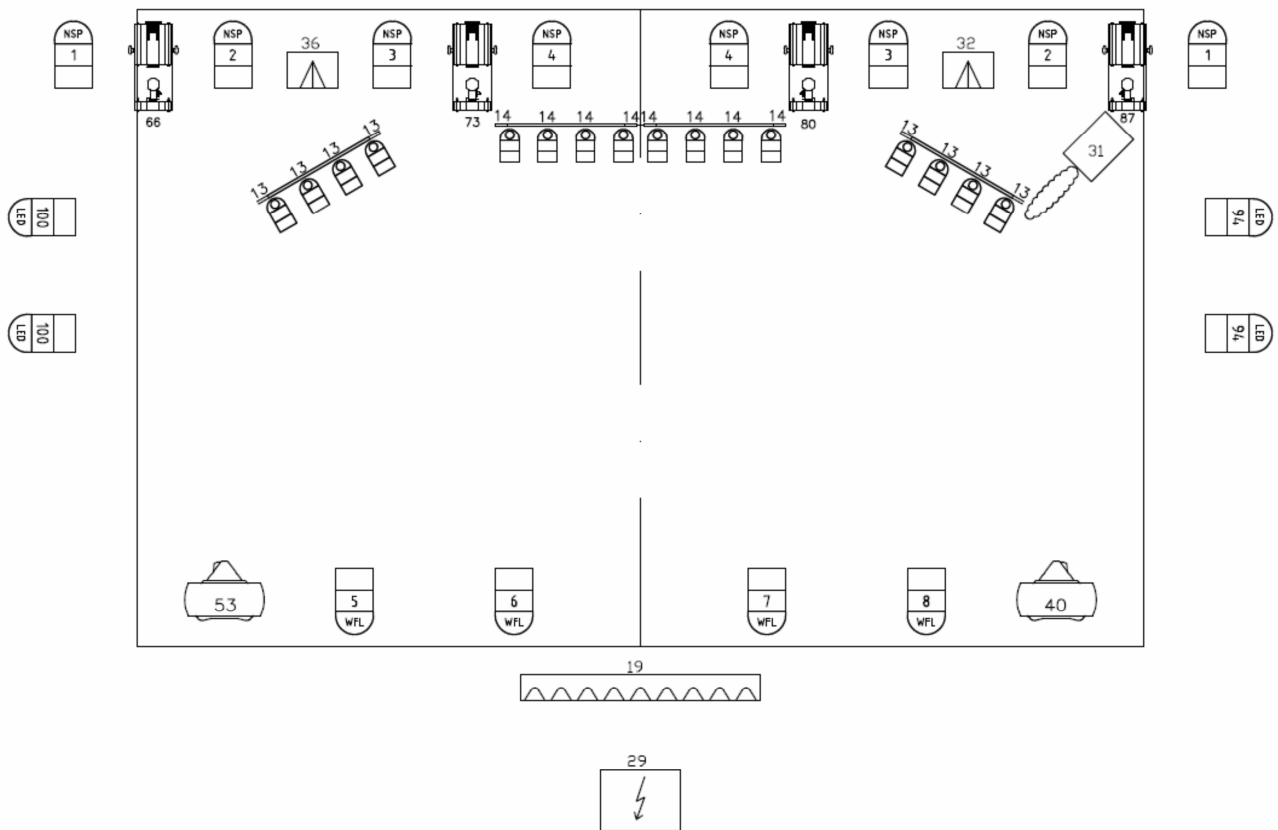 NSP NSP NSP NSP NSP NSP NSP NSP
1 2 36 3 4 4 3 32 2 1
66 73 80 87
14 14 14 14 14 14 14 14
13 13 13 13 13 13 13 13
31
LED 100 94 LED
LED 100 94 LED
53 5 6 7 8 40
WFL WFL WFL WFL
19
29